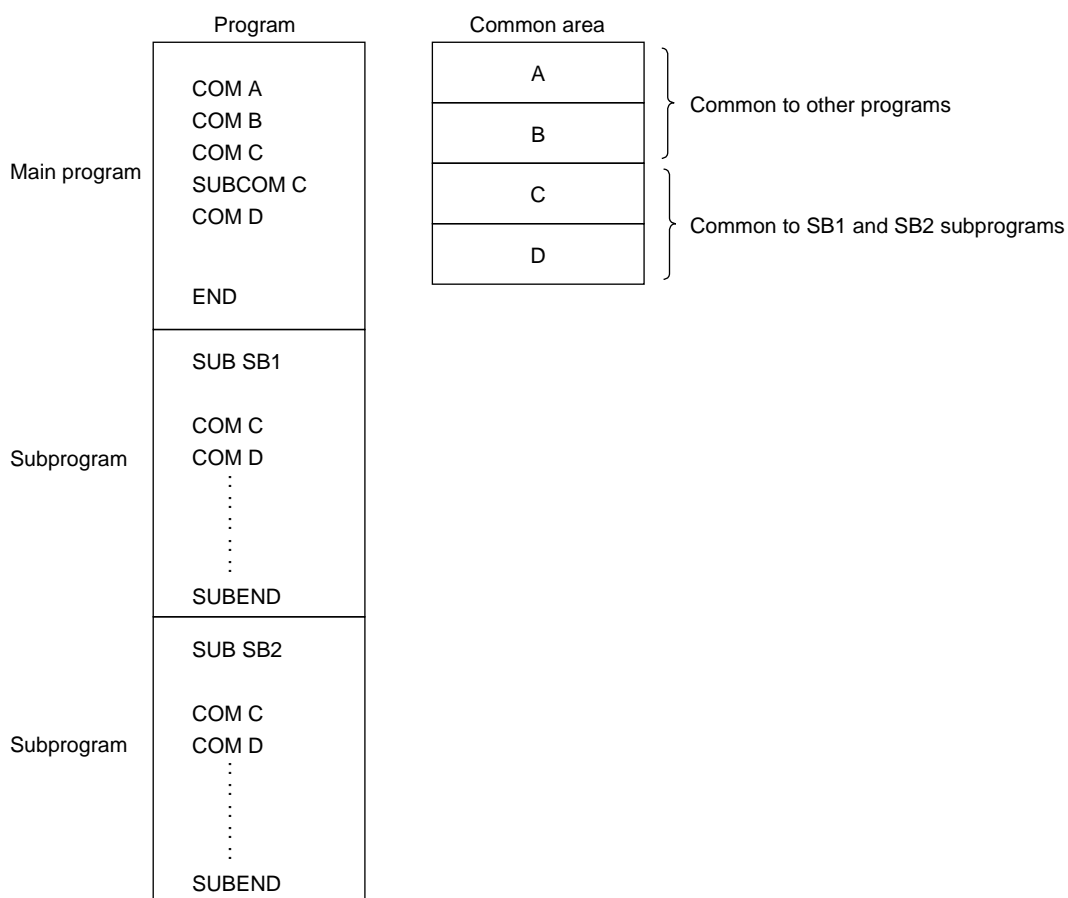 Program
Common area
COM A
COM B
COM C
SUBCOM C
COM D
END
Main program
A
B
C
D
Common to other programs
Common to SB1 and SB2 subprograms
SUB SB1
COM C
COM D
SUBEND
Subprogram
SUB SB2
COM C
COM D
SUBEND
Subprogram